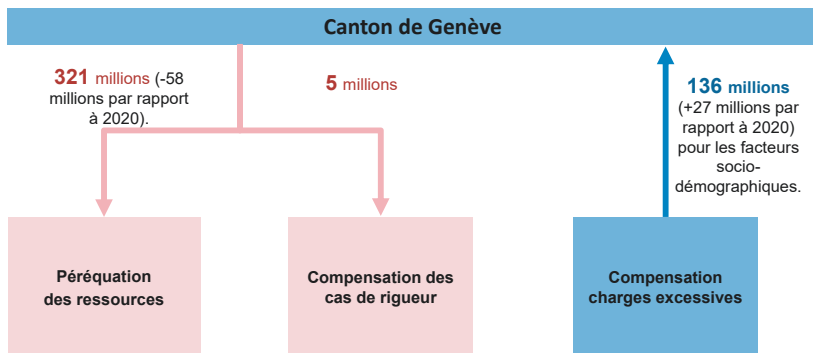 Canton de Genève
321 millions (-58
millions par rapport
à 2020).
5 millions
136 millions
(+27 millions par
rapport à 2020)
pour les facteurs
socio-
démographiques.
Péréquation
des ressources
Compensation des
cas de rigueur
Compensation
charges excessives